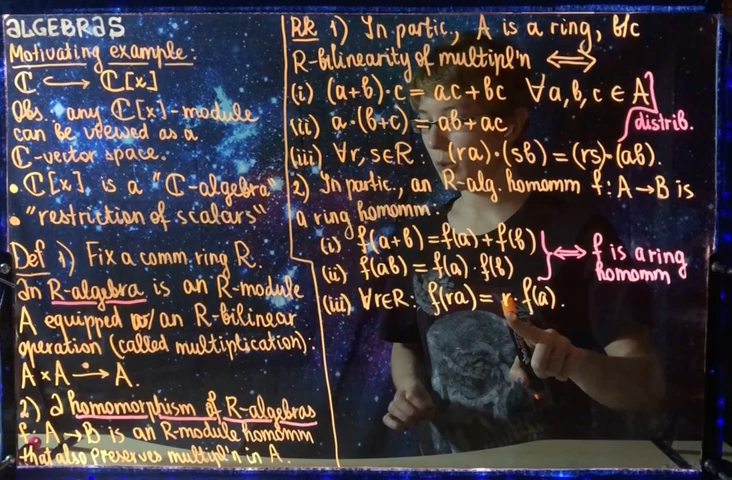 ALGEBRAS
Motivating example:
ℂ ↪ ℂ[x]
Obs. any ℂ[x]-module
can be viewed as a
ℂ-vector space.
• ℂ[x] is a "ℂ-algebra"
• "restriction of scalars"
Def 1) Fix a comm. ring R.
An R-algebra is an R-module
A equipped w/ an R-bilinear
operation (called multiplication):
A × A → A.
2) A homomorphism of R-algebras
f: A → B is an R-module homomm
that also preserves multipl'n in A.
Rk 1) In partic., A is a ring, b/c
R-bilinearity of multipl'n ⟺
(i) (a+b)·c = ac+bc ∀a,b,c ∈ A
(ii) a·(b+c) = ab+ac
distrib.
(iii) ∀r,s∈R: (ra)·(sb) = (rs)·(ab).
2) In partic., an R-alg. homomm f: A → B is
a ring homomm:
(i) f(a+b) = f(a)+f(b)
(ii) f(ab) = f(a)·f(b)
⟺ f is a ring
homomm
(iii) ∀r∈R: f(ra) = r·f(a).